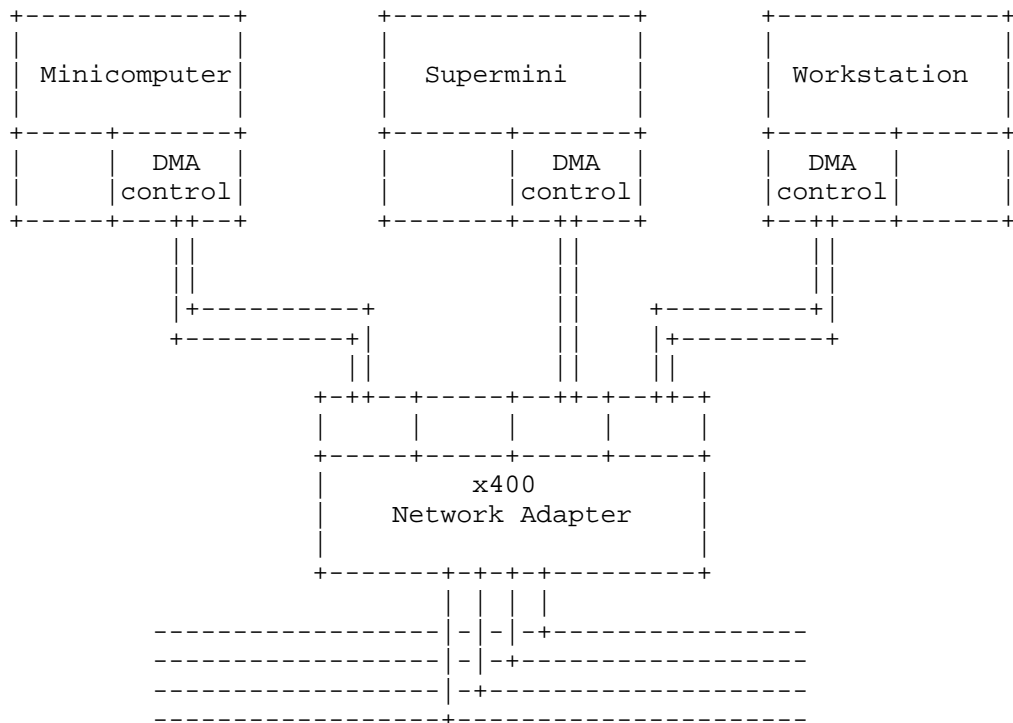 Minicomputer Supermini Workstation
DMA DMA DMA
control control control
x400
Network Adapter